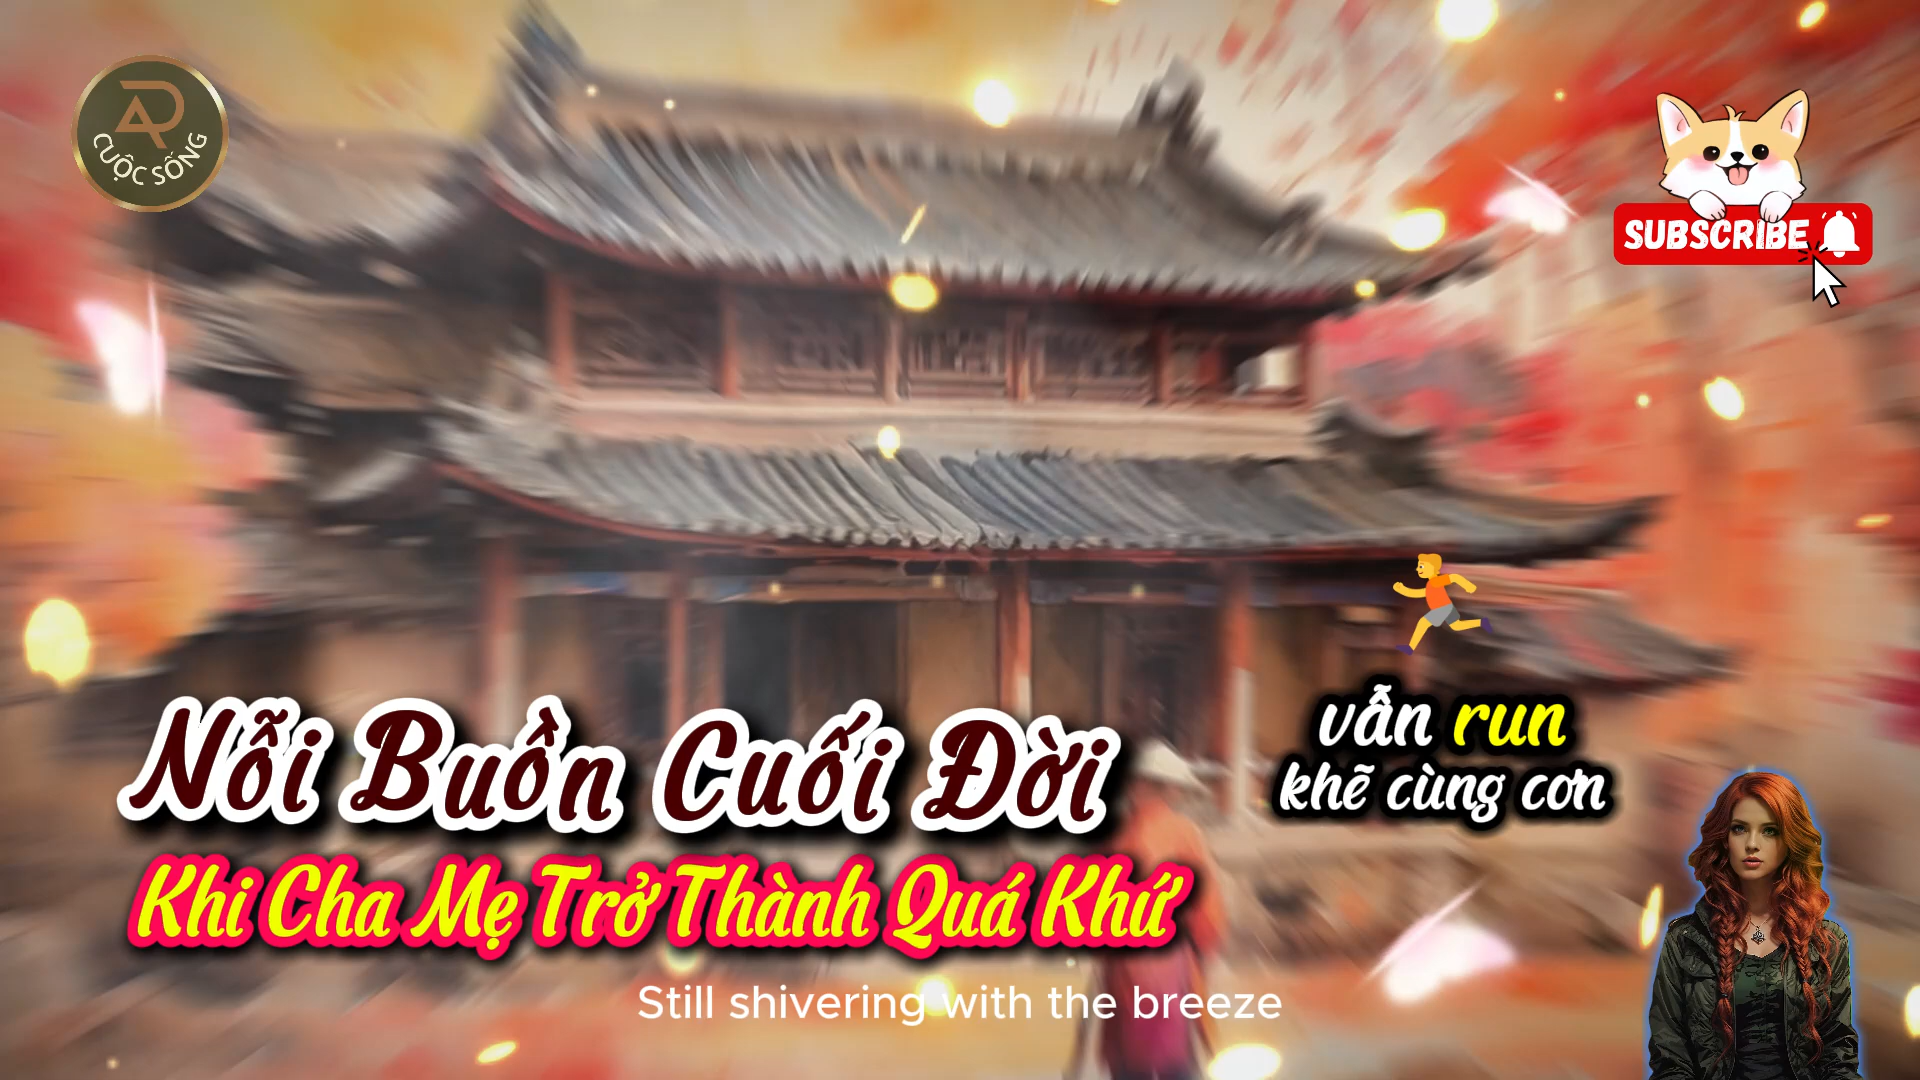 CUỘC SỐNG
SUBSCRIBE
Nỗi Buồn Cuối Đời
Khi Cha Mẹ Trở Thành Quá Khứ
vẫn run
khẽ cùng cơn
Still shivering with the breeze